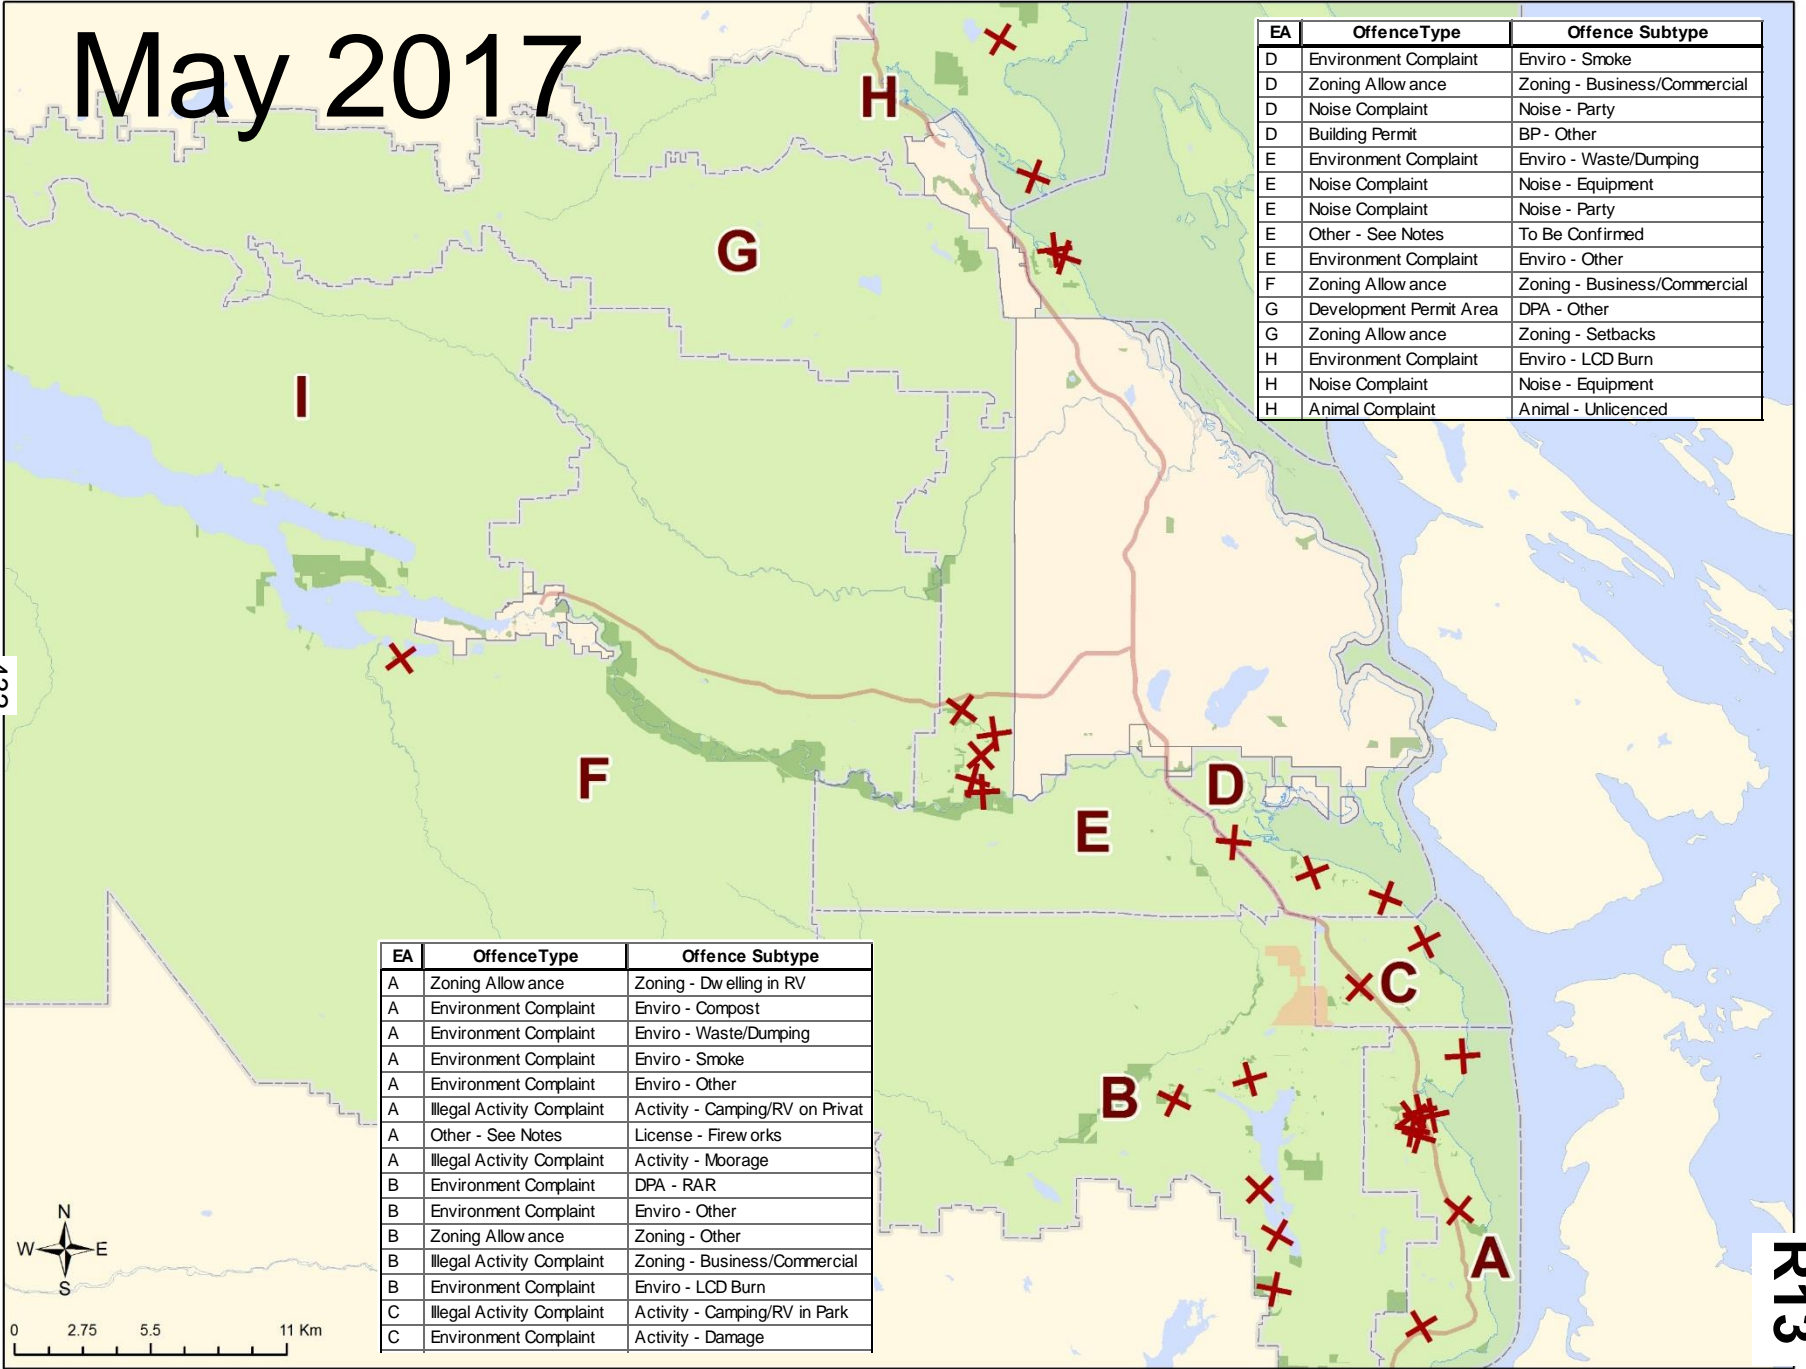 May 2017
EA OffenceType Offence Subtype
D Environment Complaint Enviro - Smoke
D Zoning Allow ance Zoning - Business/Commercial
D Noise Complaint Noise - Party
D Building Permit BP - Other
E Environment Complaint Enviro - Waste/Dumping
E Noise Complaint Noise - Equipment
E Noise Complaint Noise - Party
E Other - See Notes To Be Confirmed
E Environment Complaint Enviro - Other
F Zoning Allow ance Zoning - Business/Commercial
G Development Permit Area DPA - Other
G Zoning Allow ance Zoning - Setbacks
H Environment Complaint Enviro - LCD Burn
H Noise Complaint Noise - Equipment
H Animal Complaint Animal - Unlicenced
H
G
I
F
D
E
C
B
A
EA OffenceType Offence Subtype
A Zoning Allow ance Zoning - Dw elling in RV
A Environment Complaint Enviro - Compost
A Environment Complaint Enviro - Waste/Dumping
A Environment Complaint Enviro - Smoke
A Environment Complaint Enviro - Other
A Illegal Activity Complaint Activity - Camping/RV on Privat
A Other - See Notes License - Firew orks
A Illegal Activity Complaint Activity - Moorage
B Environment Complaint DPA - RAR
B Environment Complaint Enviro - Other
B Zoning Allow ance Zoning - Other
B Illegal Activity Complaint Zoning - Business/Commercial
B Environment Complaint Enviro - LCD Burn
C Illegal Activity Complaint Activity - Camping/RV in Park
C Environment Complaint Activity - Damage
N
W E
S
0 2.75 5.5 11 Km
R13